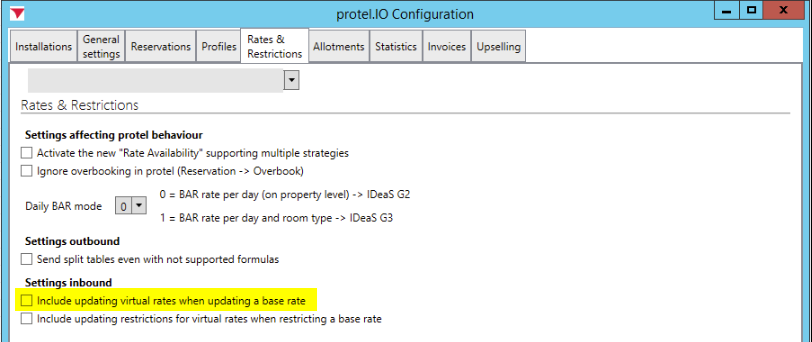 protel.IO Configuration
Installations
General
settings
Reservations
Profiles
Rates &
Restrictions
Allotments
Statistics
Invoices
Upselling
Rates & Restrictions
Settings affecting protel behaviour
Activate the new "Rate Availability" supporting multiple strategies
Ignore overbooking in protel (Reservation -> Overbook)
Daily BAR mode
0
0 = BAR rate per day (on property level) -> IDeaS G2
1 = BAR rate per day and room type -> IDeaS G3
Settings outbound
Send split tables even with not supported formulas
Settings inbound
Include updating virtual rates when updating a base rate
Include updating restrictions for virtual rates when restricting a base rate